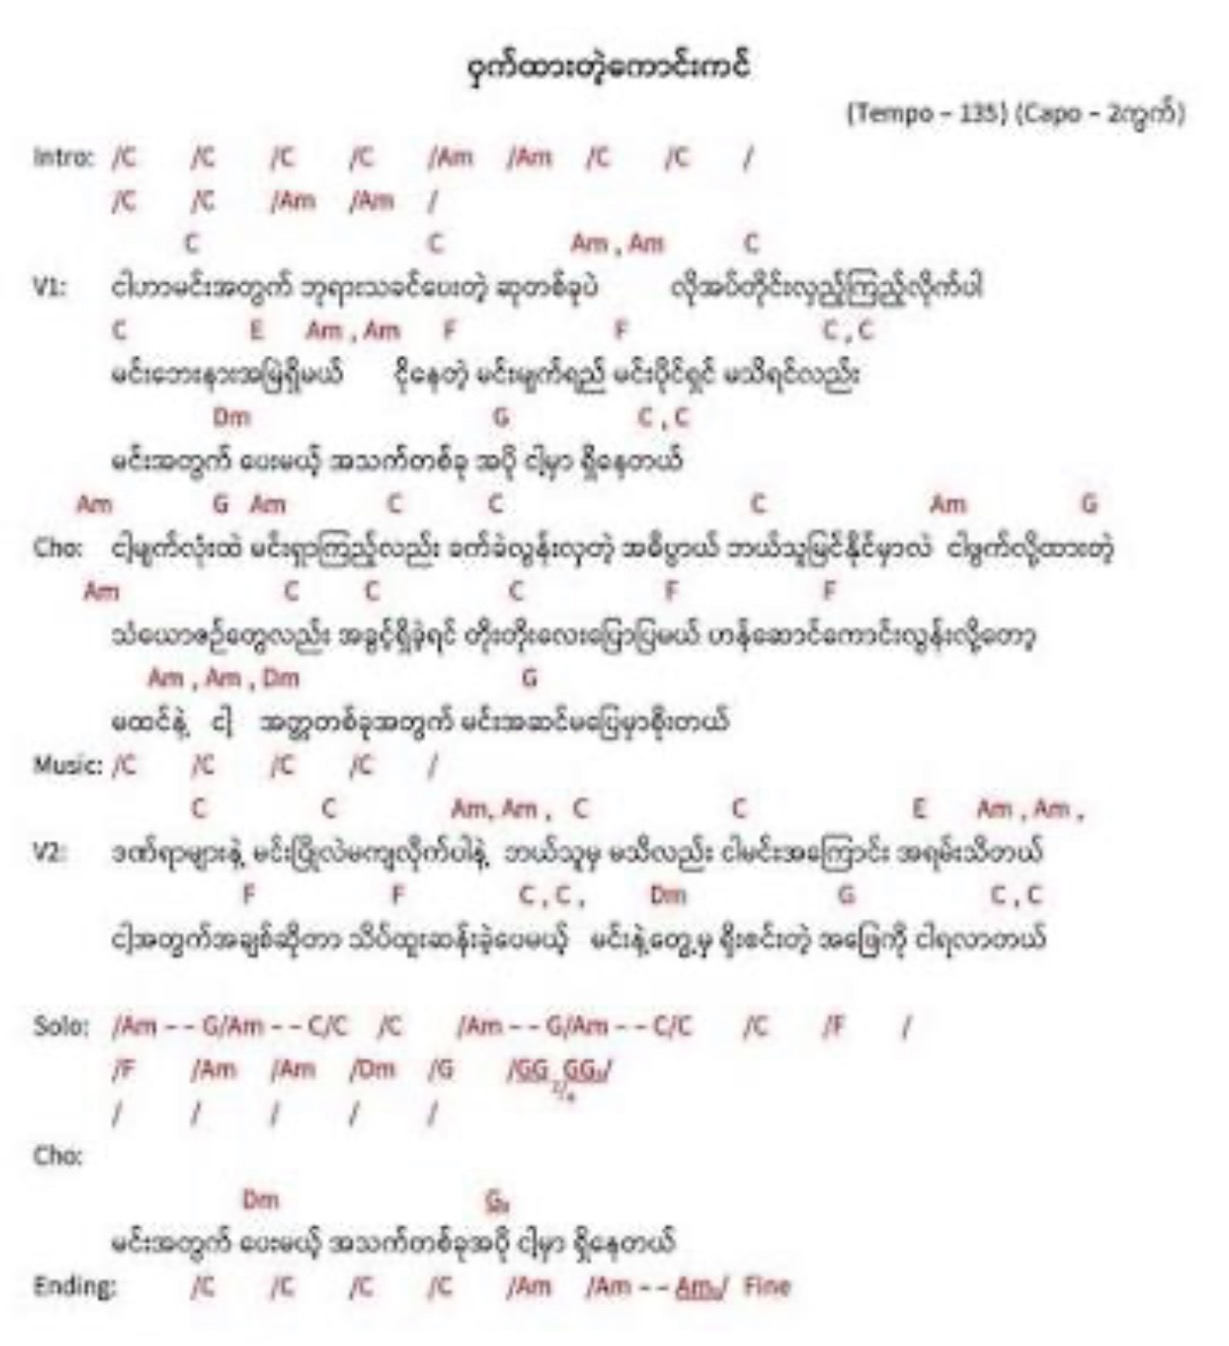 ဝှက်ထားတဲ့ကောင်းကင်
(Tempo – 135) (Capo – 2ကွက်)
Intro: /C /C /C /C /Am /Am /C /C /
/C /C /Am /Am /
C C Am , Am C
V1: ငါဟာမင်းအတွက် ဘုရားသခင်ပေးတဲ့ ဆုတစ်ခုပဲ လိုအပ်တိုင်းလှည့်ကြည့်လိုက်ပါ
C E Am , Am F F C , C
မင်းဘေးနားအမြဲရှိမယ် ငိုနေတဲ့ မင်းမျက်ရည် မင်းပိုင်ရှင် မသိရင်လည်း
Dm G C , C
မင်းအတွက် ပေးမယ့် အသက်တစ်ခု အပို ငါ့မှာ ရှိနေတယ်
Am G Am C C C Am G
Cho: ငါ့မျက်လုံးထဲ မင်းရှာကြည့်လည်း ခက်ခဲလွန်းလှတဲ့ အဓိပ္ပာယ် ဘယ်သူမြင်နိုင်မှာလဲ ငါဖွက်လို့ထားတဲ့
Am C C C F F
သံယောဇဉ်တွေလည်း အခွင့်ရှိခဲ့ရင် တိုးတိုးလေးပြောပြမယ် ဟန်ဆောင်ကောင်းလွန်းလို့တော့
Am , Am , Dm G
မထင်နဲ့ ငါ့ အတ္တတစ်ခုအတွက် မင်းအဆင်မပြေမှာစိုးတယ်
Music: /C /C /C /C /
C C Am, Am , C C E Am , Am ,
V2: ဒဏ်ရာများနဲ့ မင်းပြိုလဲမကျလိုက်ပါနဲ့ ဘယ်သူမှ မသိလည်း ငါမင်းအကြောင်း အရမ်းသိတယ်
F F C , C , Dm G C , C
ငါ့အတွက်အချစ်ဆိုတာ သိပ်ထူးဆန်းခဲ့ပေမယ့် မင်းနဲ့တွေ့မှ ရိုးစင်းတဲ့ အဖြေကို ငါရလာတယ်
Solo: /Am - - G/Am - - C/C /C /Am - - G/Am - - C/C /C /F /
/F /Am /Am /Dm /G /GG GG/
/ / / / /
Cho:
Dm G
မင်းအတွက် ပေးမယ့် အသက်တစ်ခုအပို ငါ့မှာ ရှိနေတယ်
Ending: /C /C /C /C /Am /Am - - Am/ Fine